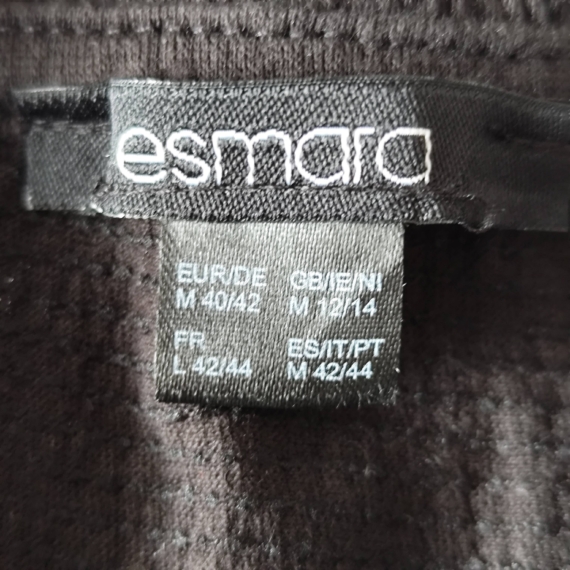 esmara
EUR/DE GB/IE/NI
M 40/42 M 12/14
FR ES/IT/PT
L 42/44 M 42/44